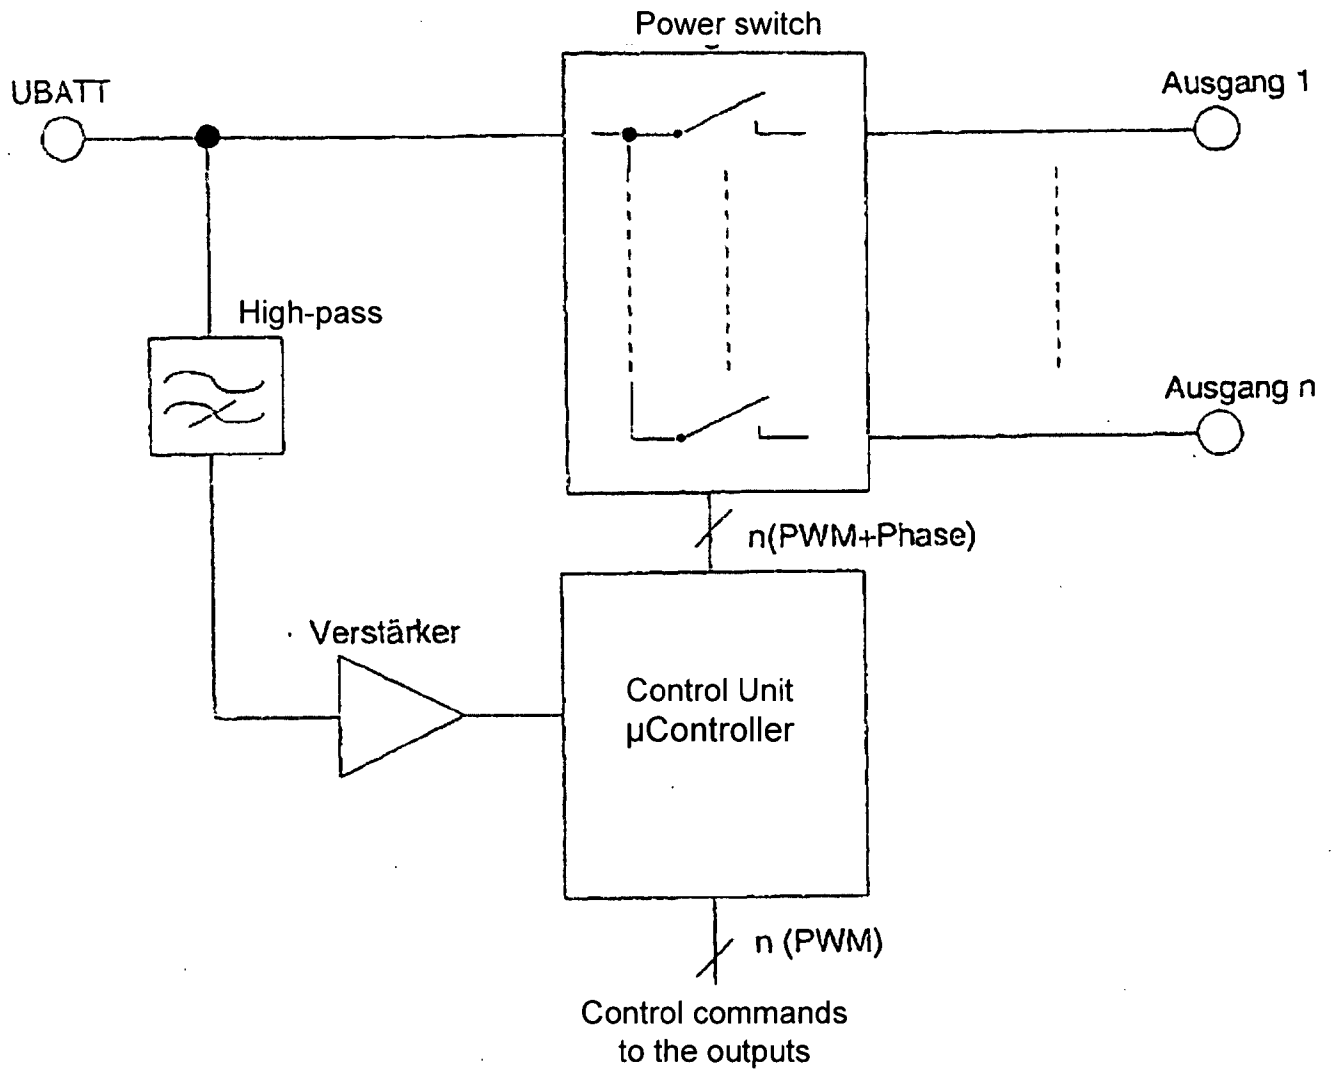 Power switch
UBATT
Ausgang 1
High-pass
Ausgang n
n(PWM+Phase)
Verstärker
Control Unit
µController
n (PWM)
Control commands
to the outputs